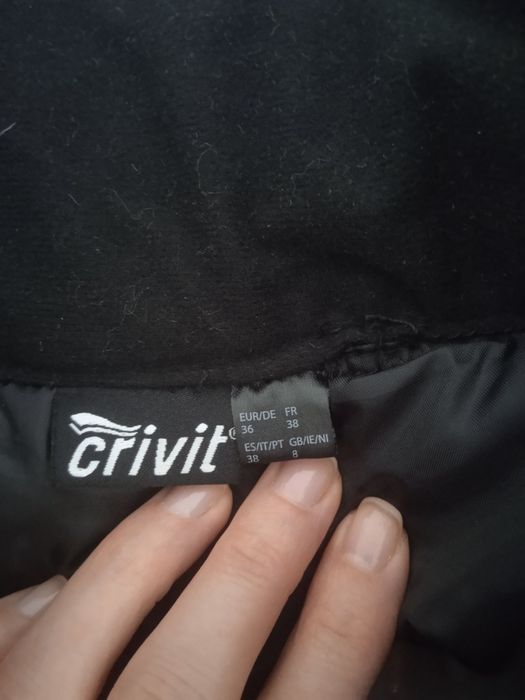 crivit®
EUR/DE FR
36 38
ES/IT/PT GB/IE/NI
38 8